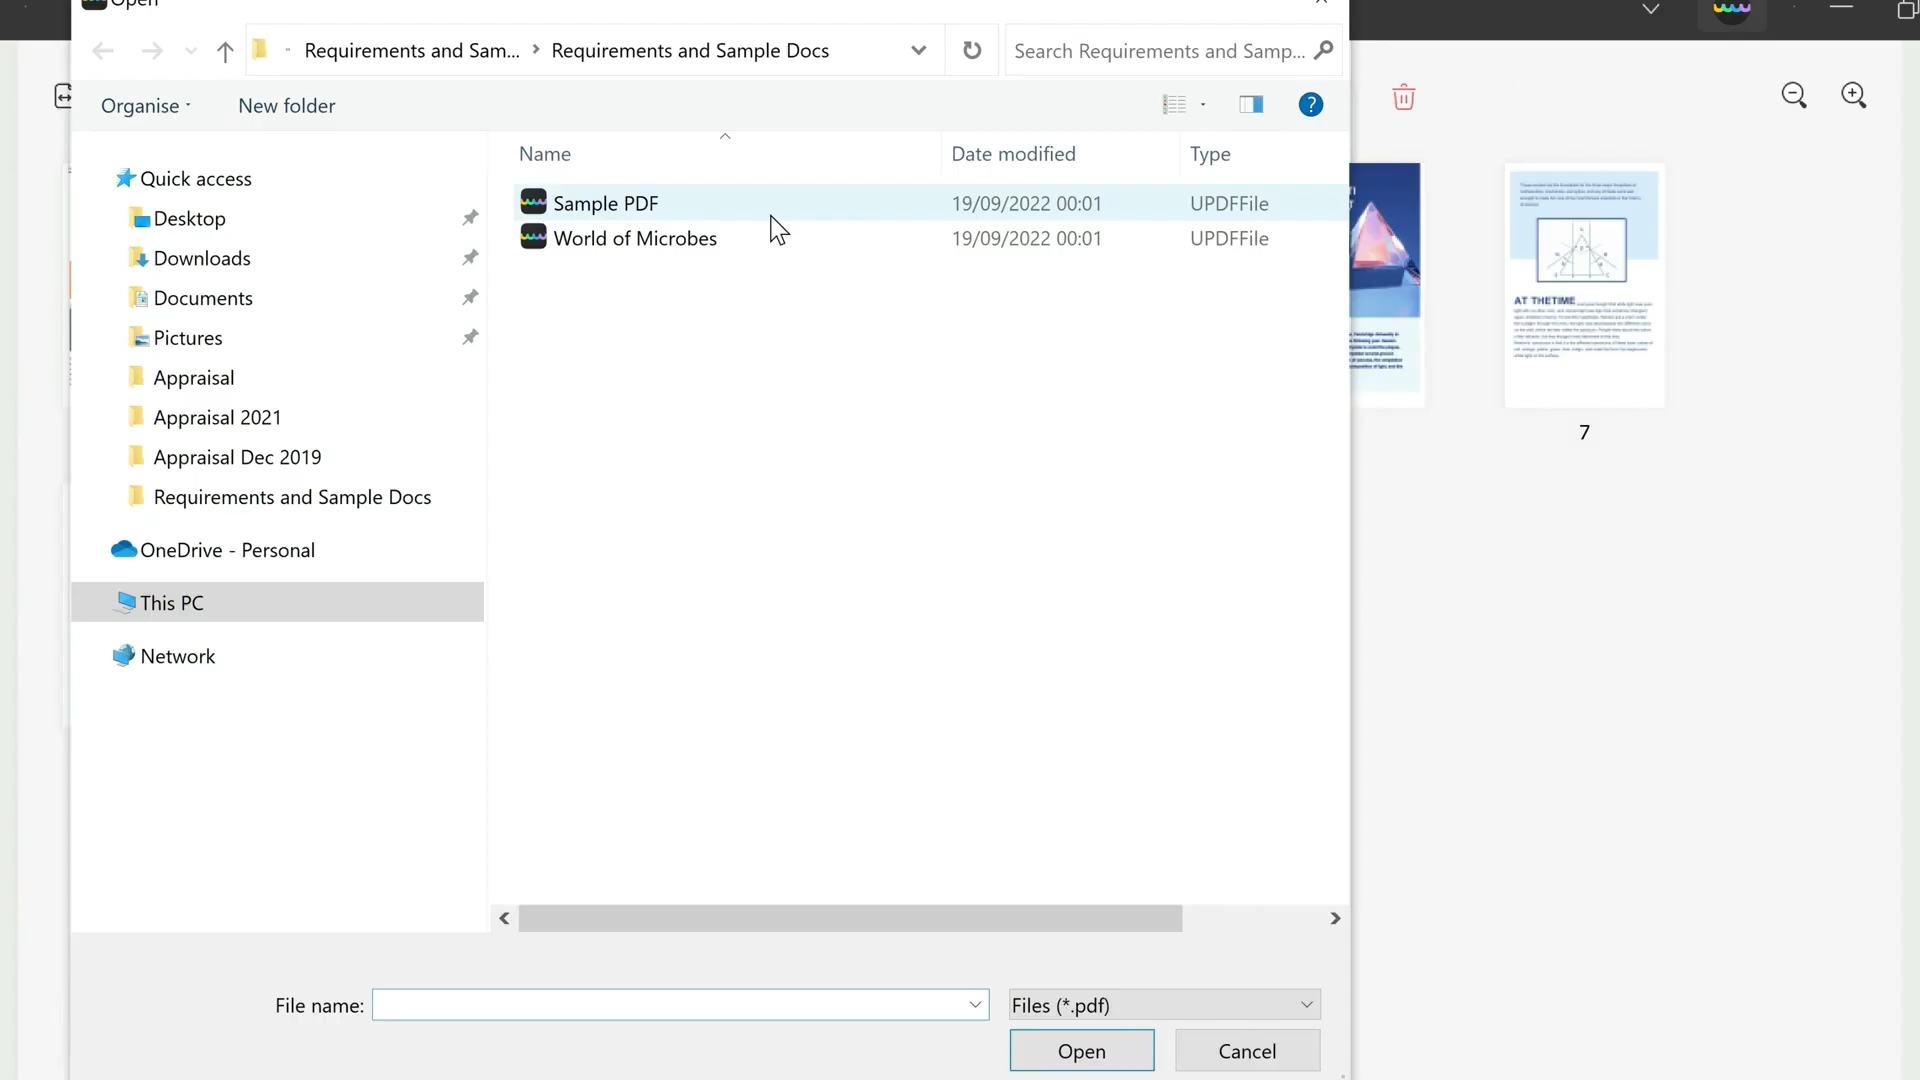 Open
Requirements and Sam... > Requirements and Sample Docs
Search Requirements and Samp...
Organise
New folder
?
Name
Date modified
Type
Quick access
Desktop
Downloads
Documents
Pictures
Appraisal
Appraisal 2021
Appraisal Dec 2019
Requirements and Sample Docs
OneDrive - Personal
This PC
Network
Sample PDF
19/09/2022 00:01
UPDFFile
World of Microbes
19/09/2022 00:01
UPDFFile
AT THETIME
7
File name:
Files (*.pdf)
Open
Cancel